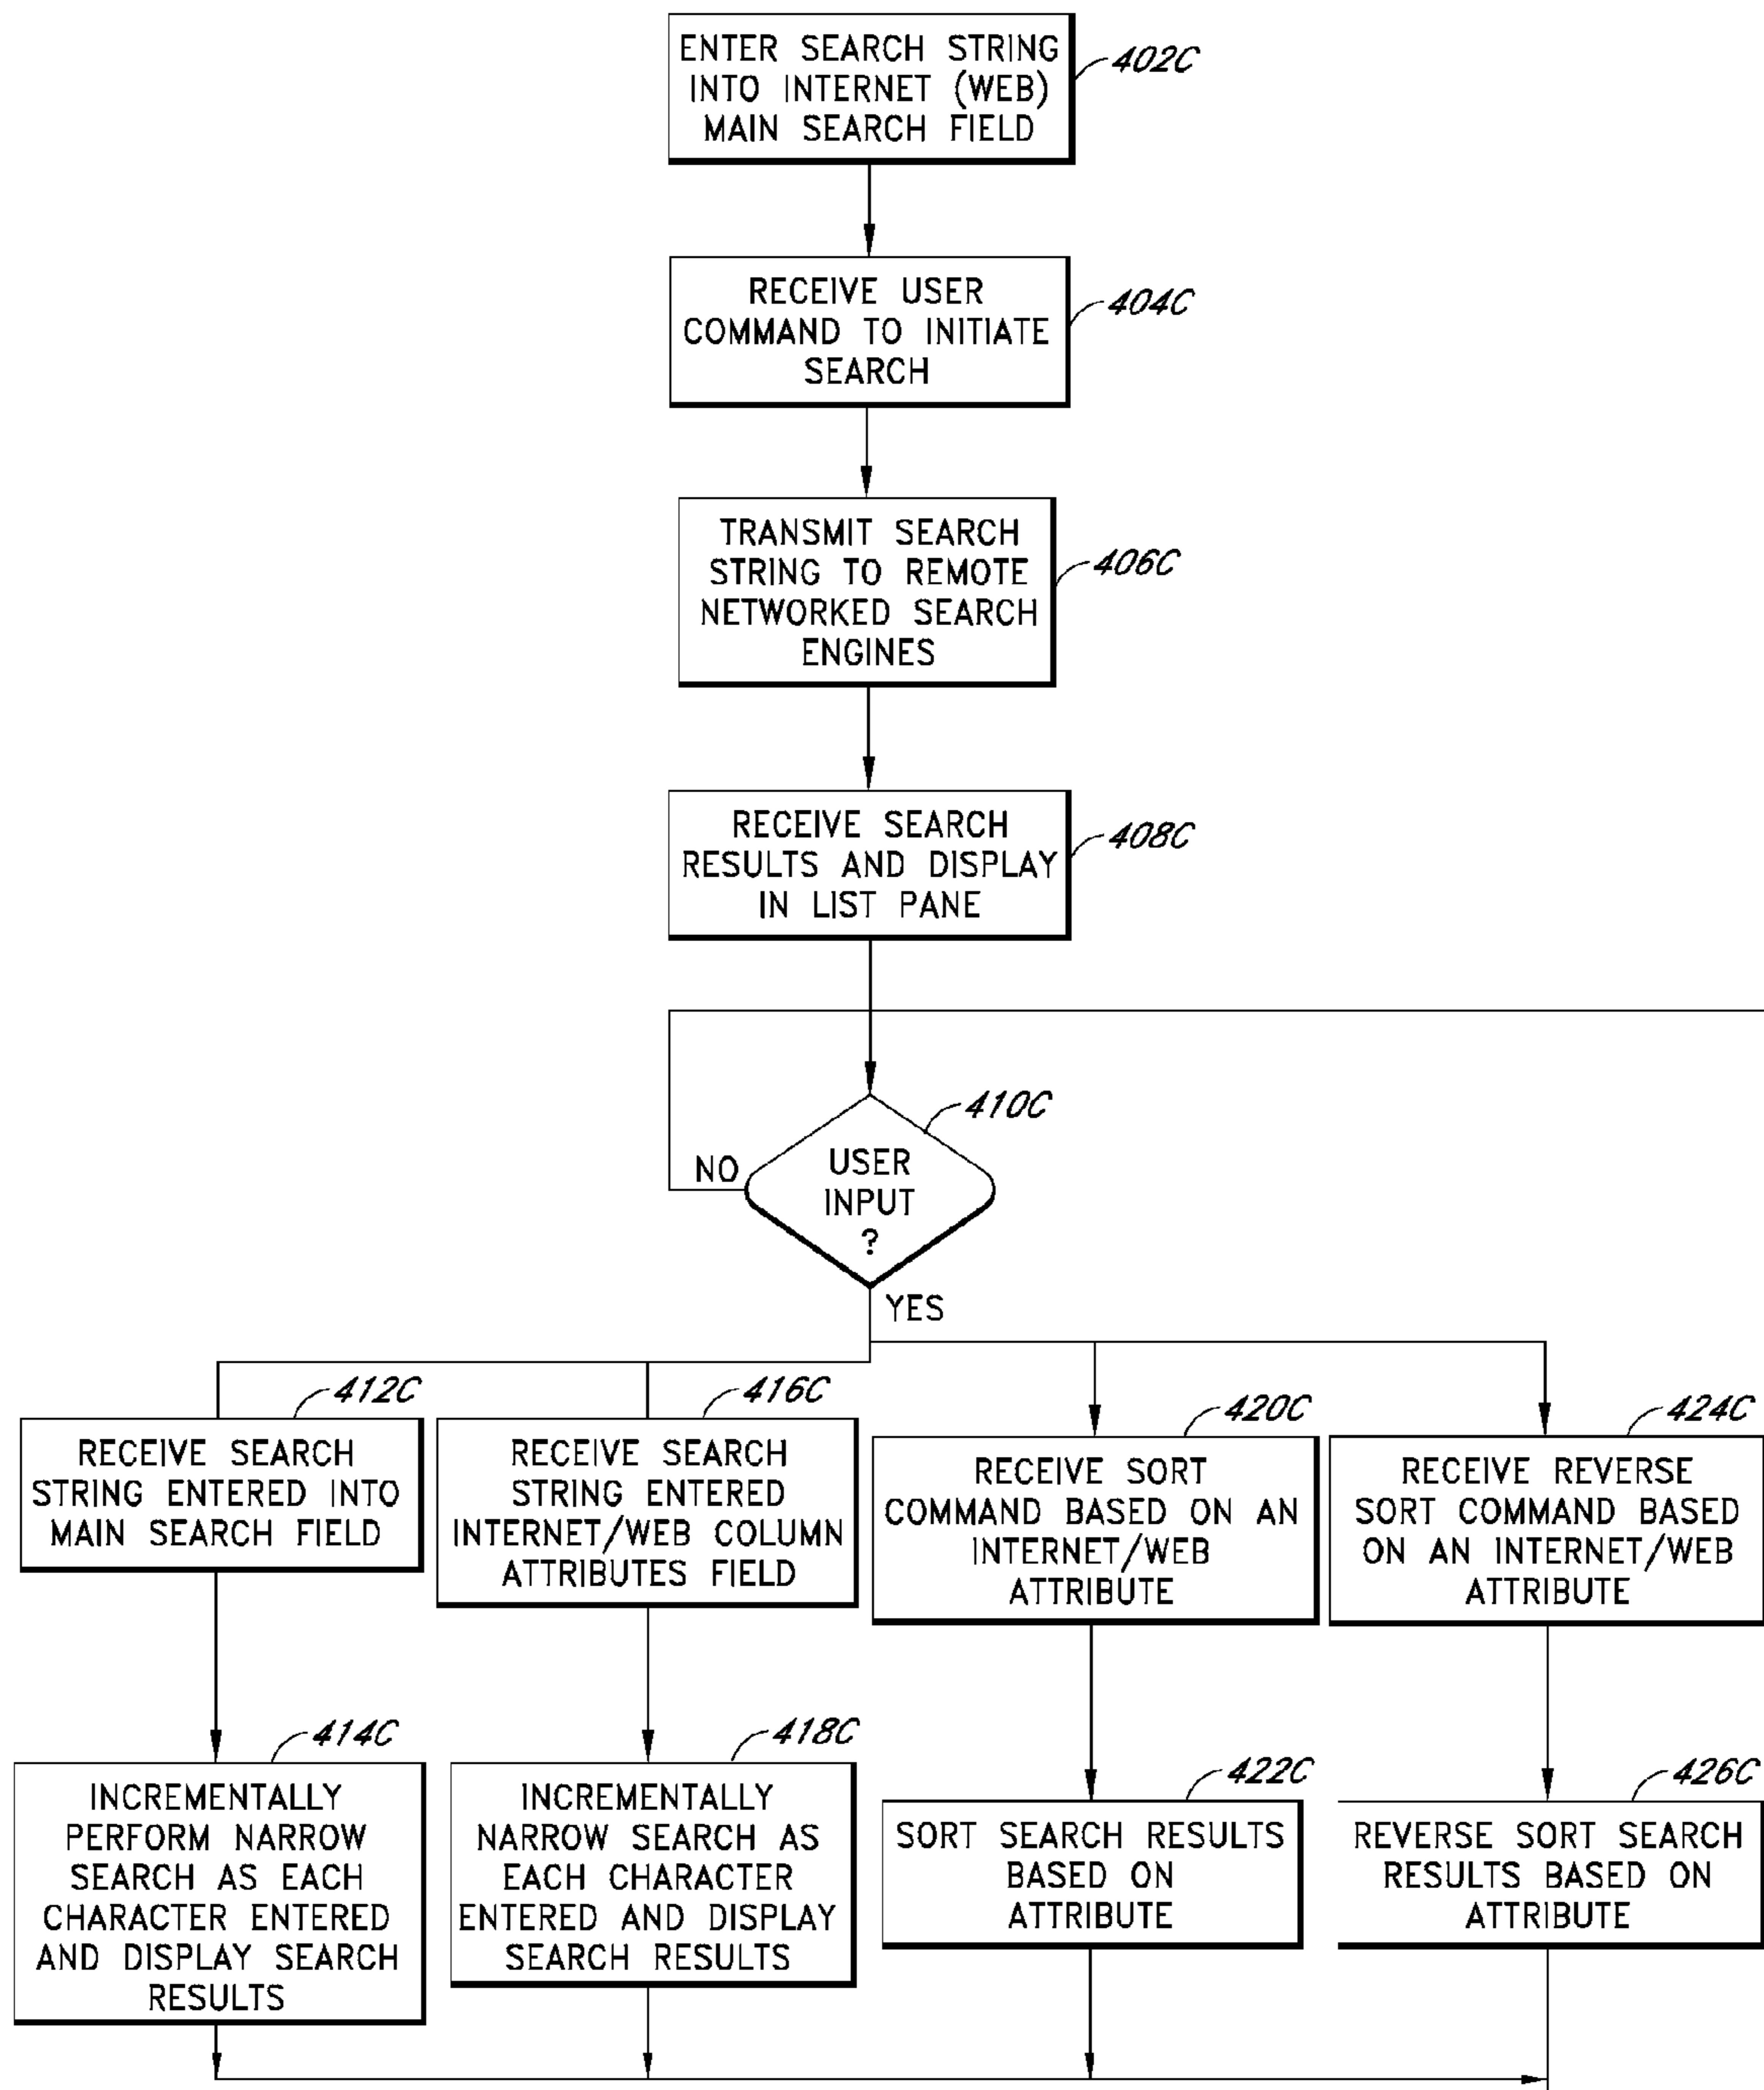 ENTER SEARCH STRING
INTO INTERNET (WEB)
MAIN SEARCH FIELD
402C
RECEIVE USER
COMMAND TO INITIATE
SEARCH
404C
TRANSMIT SEARCH
STRING TO REMOTE
NETWORKED SEARCH
ENGINES
406C
RECEIVE SEARCH
RESULTS AND DISPLAY
IN LIST PANE
408C
410C
USER
INPUT
?
NO
YES
412C
RECEIVE SEARCH
STRING ENTERED INTO
MAIN SEARCH FIELD
416C
RECEIVE SEARCH
STRING ENTERED
INTERNET/WEB COLUMN
ATTRIBUTES FIELD
420C
RECEIVE SORT
COMMAND BASED ON AN
INTERNET/WEB
ATTRIBUTE
424C
RECEIVE REVERSE
SORT COMMAND BASED
ON AN INTERNET/WEB
ATTRIBUTE
414C
INCREMENTALLY
PERFORM NARROW
SEARCH AS EACH
CHARACTER ENTERED
AND DISPLAY SEARCH
RESULTS
418C
INCREMENTALLY
NARROW SEARCH AS
EACH CHARACTER
ENTERED AND DISPLAY
SEARCH RESULTS
422C
SORT SEARCH RESULTS
BASED ON
ATTRIBUTE
426C
REVERSE SORT SEARCH
RESULTS BASED ON
ATTRIBUTE